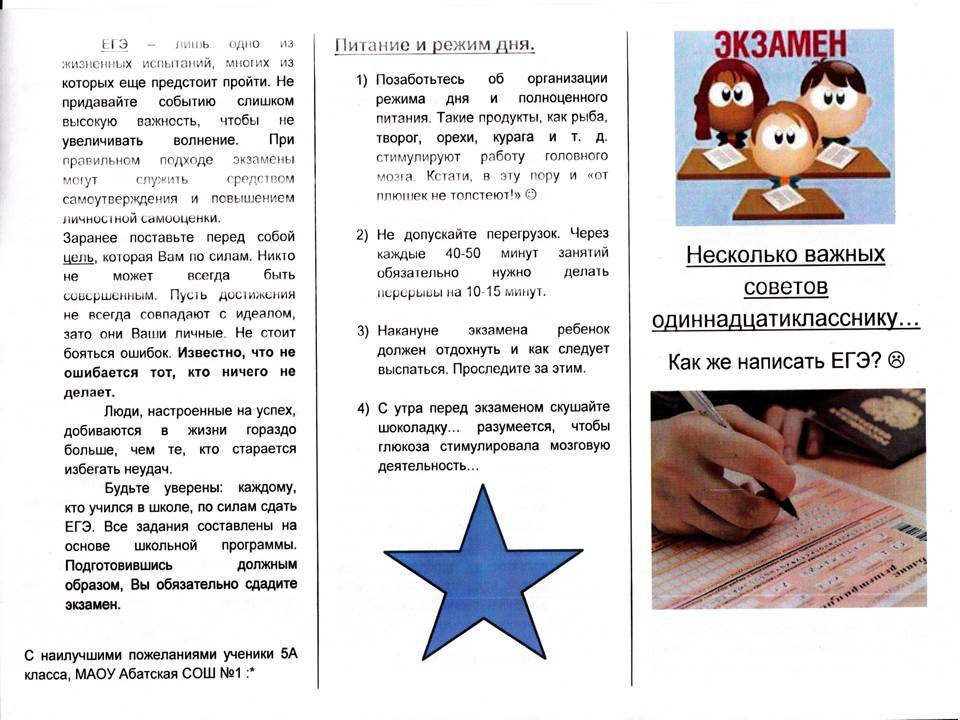 ЕГЭ – лишь одно из
жизненных испытаний, многих из
которых еще предстоит пройти. Не
придавайте событию слишком
высокую важность, чтобы не
увеличивать волнение. При
правильном подходе экзамены
могут служить средством
самоутверждения и повышением
личностной самооценки.
Заранее поставьте перед собой
цель, которая Вам по силам. Никто
не может всегда быть
совершенным. Пусть достижения
не всегда совпадают с идеалом,
зато они Ваши личные. Не стоит
бояться ошибок. Известно, что не
ошибается тот, кто ничего не
делает.
Люди, настроенные на успех,
добиваются в жизни гораздо
больше, чем те, кто старается
избегать неудач.
Будьте уверены: каждому,
кто учился в школе, по силам сдать
ЕГЭ. Все задания составлены на
основе школьной программы.
Подготовившись должным
образом, Вы обязательно сдадите
экзамен.
С наилучшими пожеланиями ученики 5А
класса, МАОУ Абатская СОШ №1 :*
Питание и режим дня.
1) Позаботьтесь об организации
режима дня и полноценного
питания. Такие продукты, как рыба,
творог, орехи, курага и т. д.
стимулируют работу головного
мозга. Кстати, в эту пору и «от
плюшек не толстеют!» ☺
2) Не допускайте перегрузок. Через
каждые 40-50 минут занятий
обязательно нужно делать
перерывы на 10-15 минут.
3) Накануне экзамена ребенок
должен отдохнуть и как следует
выспаться. Проследите за этим.
4) С утра перед экзаменом скушайте
шоколадку… разумеется, чтобы
глюкоза стимулировала мозговую
деятельность…
ЭКЗАМЕН
Несколько важных
советов
одиннадцатикласснику…
Как же написать ЕГЭ? ☹
бланк
регистрации